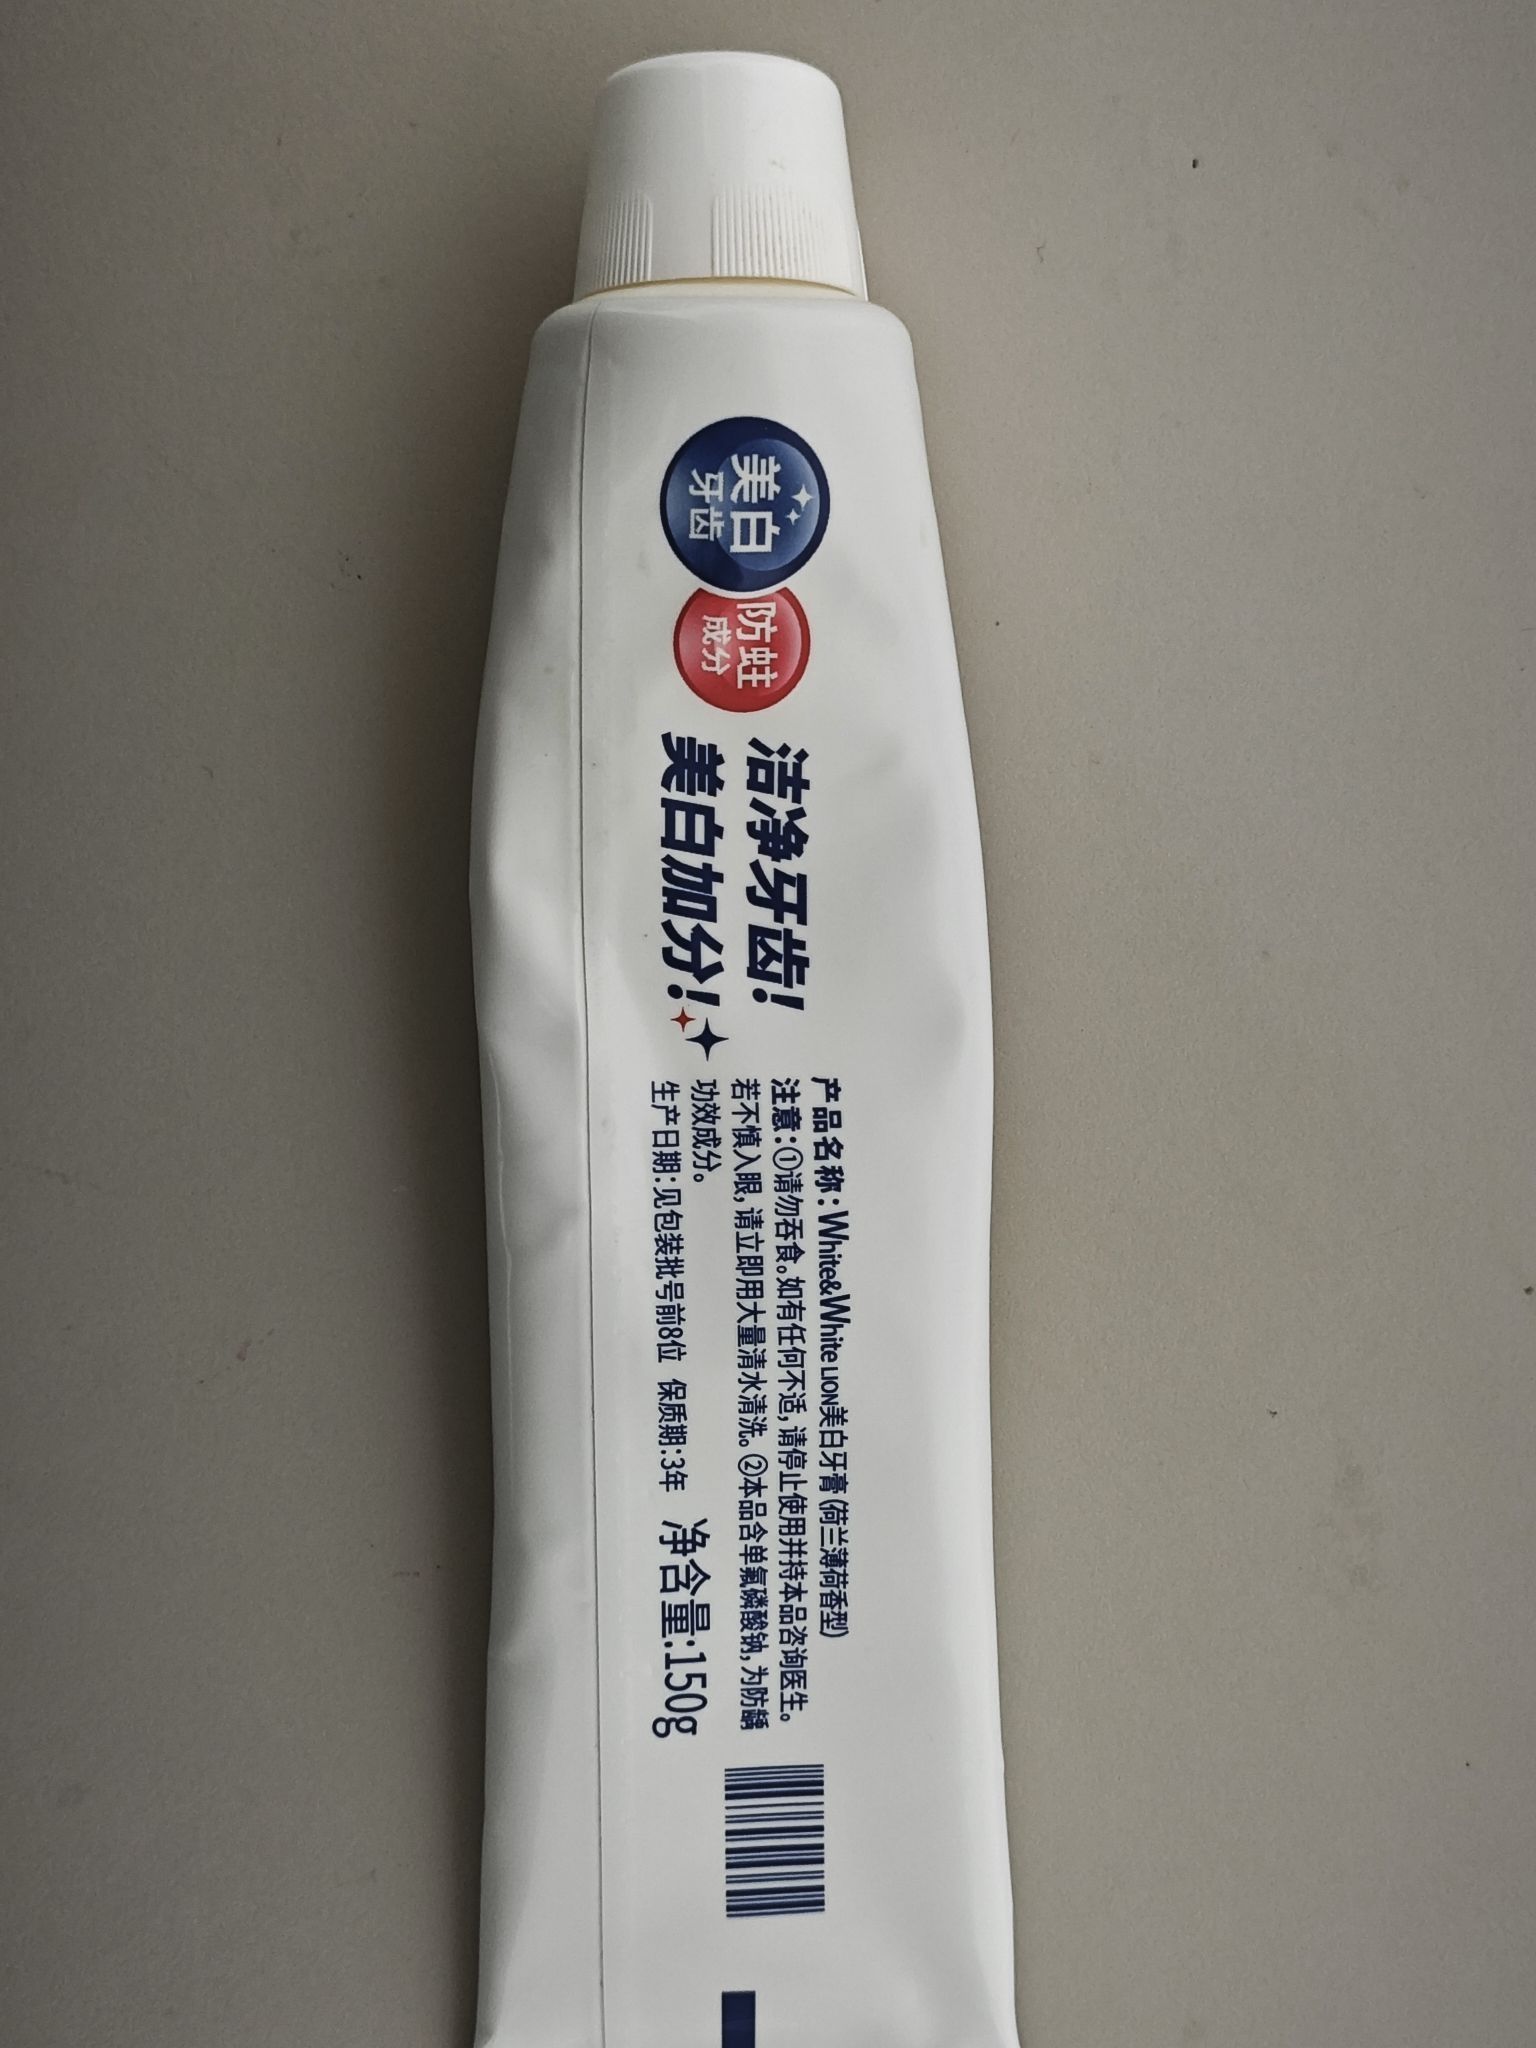 美白
牙齿
防蛀
成分
洁净牙齿!
美白加分!
产品名称:White&White LION美白牙膏(荷兰薄荷香型)
注意:①请勿吞食。如有任何不适,请停止使用并持本品咨询医生。
若不慎入眼,请立即用大量清水清洗。②本品含单氟磷酸钠,为防龋
功效成分。
生产日期:见包装批号前8位 保质期:3年 净含量:150g